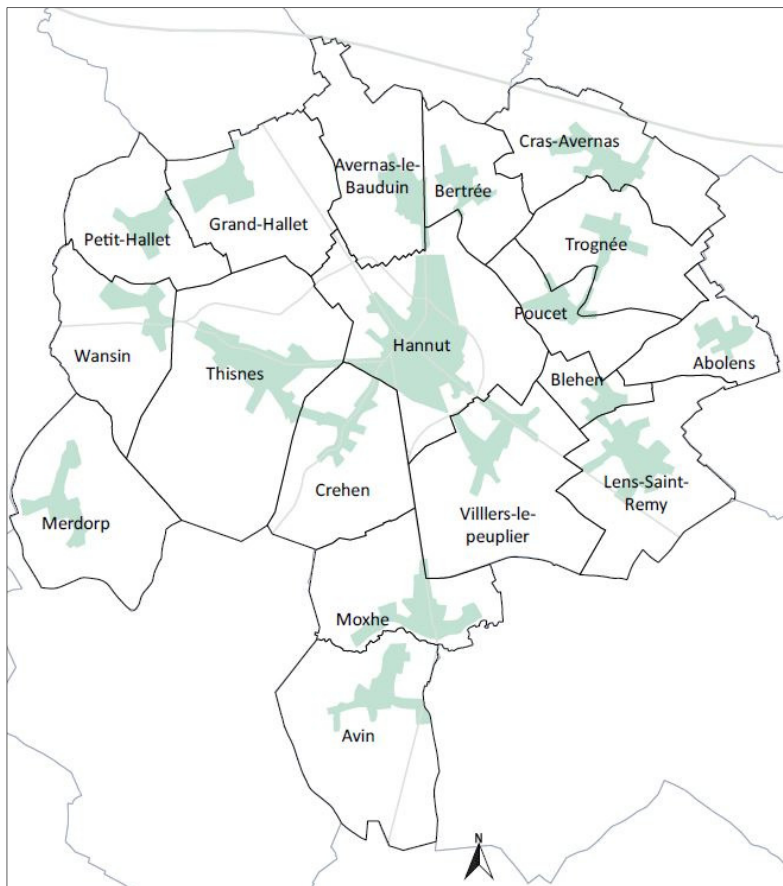 Cras-Avernas
Avernas-le-
Bauduin
Bertrée
Grand-Hallet
Petit-Hallet
Trognée
Poucet
Hannut
Wansin
Thisnes
Abolens
Blehen
Lens-Saint-
Remy
Crehen
Villlers-le-
peuplier
Merdorp
Moxhe
Avin
N